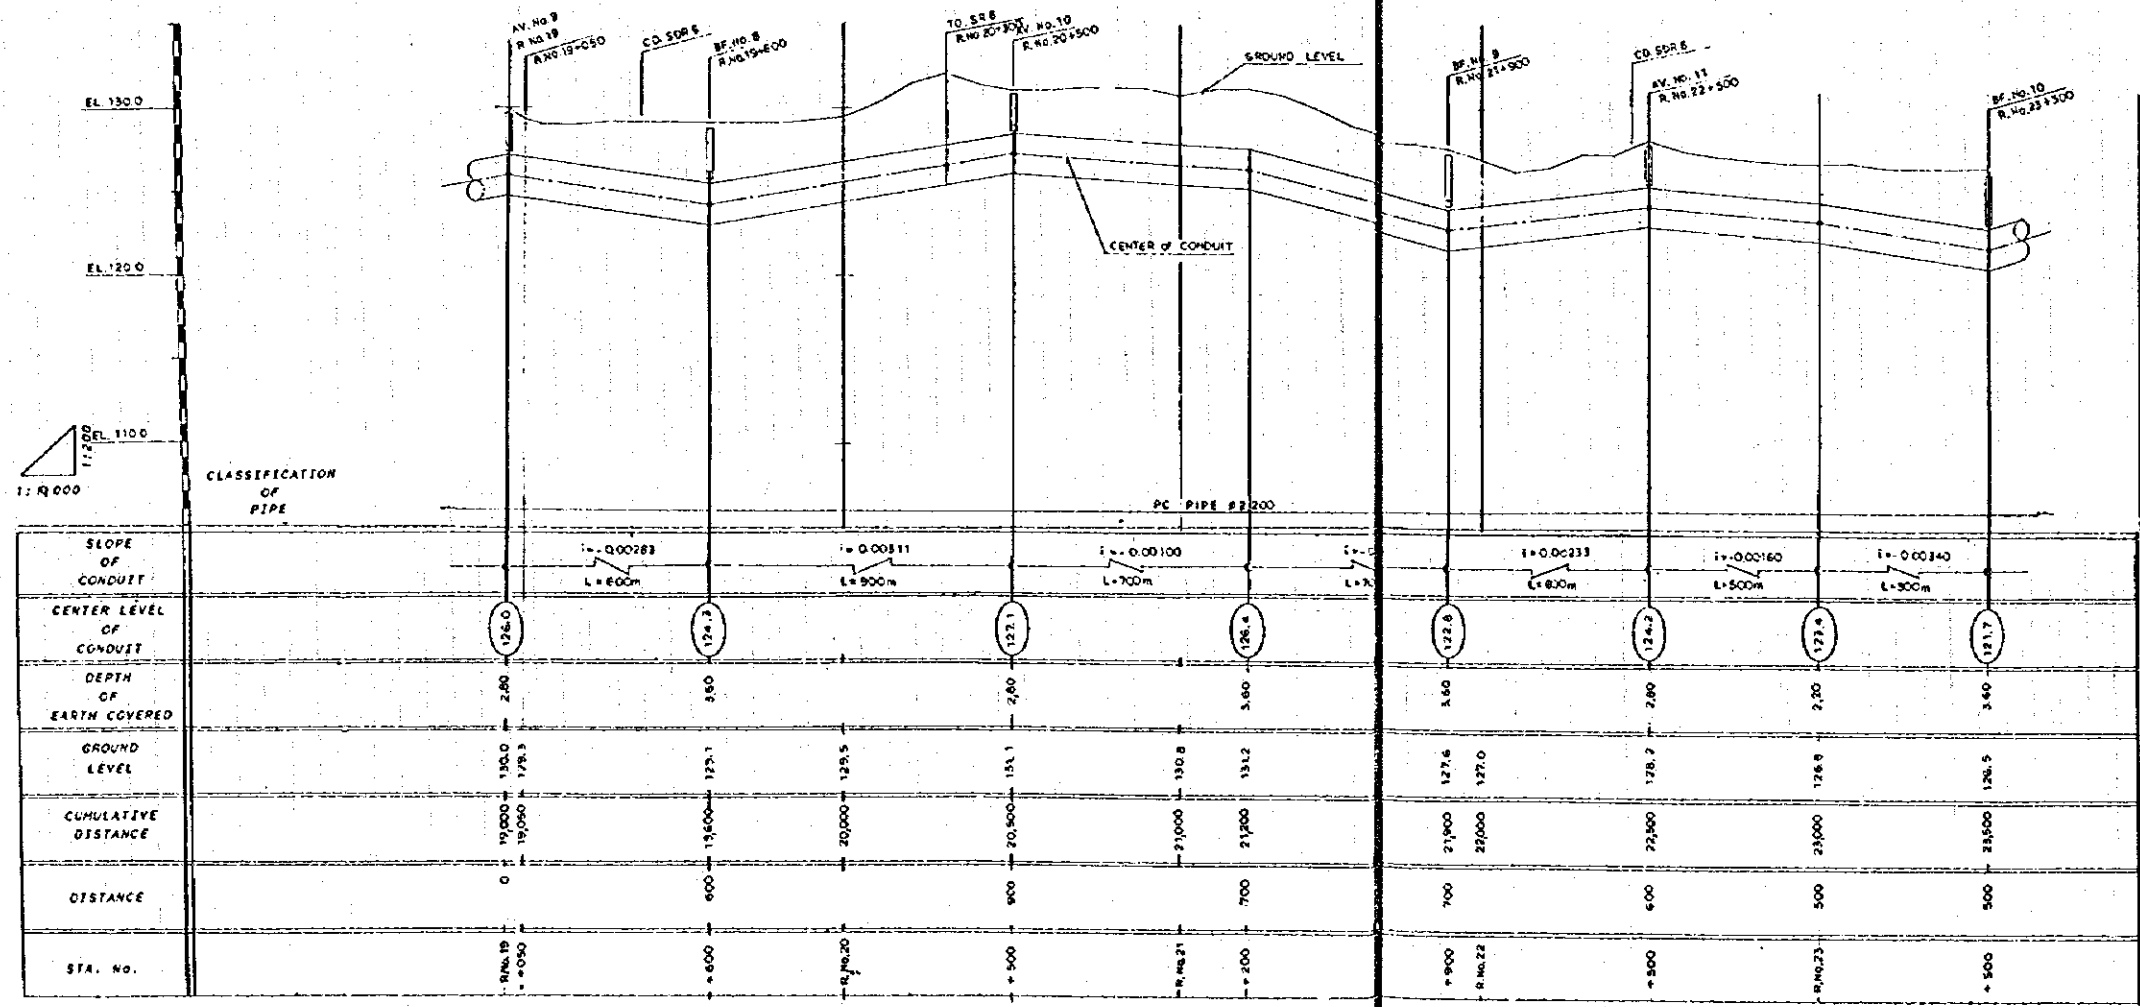 AV. No. 9
R. No. 19
R. No. 19+050
CD. SDR 6
BF. No. 8
R. No. 19+600
TO. SR 6
R. No. 20+300
AV. No. 10
R. No. 20+500
GROUND LEVEL
BF. No. 9
R. No. 21+900
CD. SDR 6
AV. No. 11
R. No. 22+500
BF. No. 10
R. No. 23+500
EL. 130.0
EL. 120.0
EL. 110.0
CENTER OF CONDUIT
1:200
1:10,000
CLASSIFICATION
OF
PIPE
PC PIPE ø2,200
SLOPE
OF
CONDUIT
i=-0.00283
L=600m
i=0.00311
L=900m
i=-0.00100
L=700m
i=-0
L=70
i=0.00233
L=600m
i=-0.00160
L=500m
i=-0.00340
L=500m
CENTER LEVEL
OF
CONDUIT
126.0 124.3 127.1 126.4 122.8 124.2 123.4 121.7
DEPTH
OF
EARTH COVERED
2.80 3.60 2.80 3.60 3.60 2.80 2.20 3.60
GROUND
LEVEL
130.0 129.3 129.1 129.5 131.1 130.8 131.2 127.6 127.0 128.2 126.8 126.5
CUMULATIVE
DISTANCE
19,000 19,050 19,600 20,000 20,500 21,000 21,200 21,900 22,000 22,500 23,000 23,500
DISTANCE
0 600 900 700 700 600 500 500
STA. No.
R.No.19 +050 +600 R.No.20 +500 R.No.21 +200 +900 R.No.22 +500 R.No.23 +500